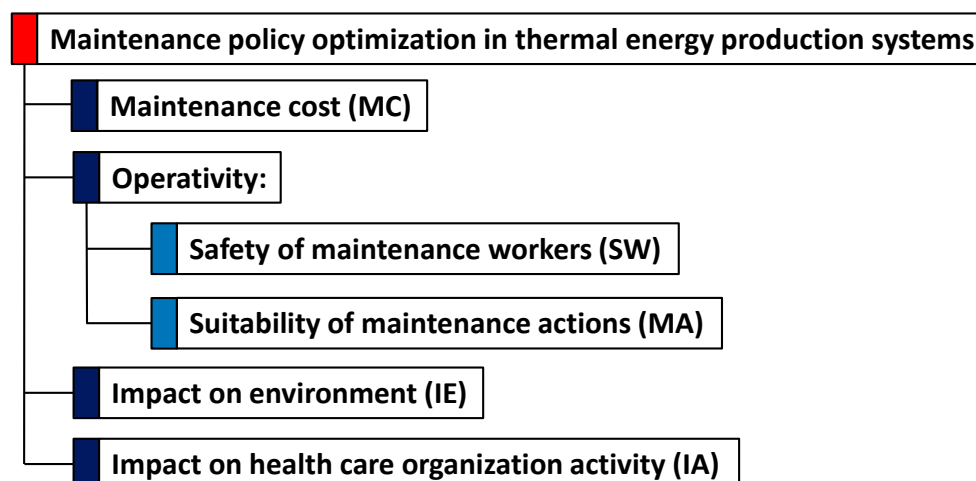 Maintenance policy optimization in thermal energy production systems
Maintenance cost (MC)
Operativity:
Safety of maintenance workers (SW)
Suitability of maintenance actions (MA)
Impact on environment (IE)
Impact on health care organization activity (IA)